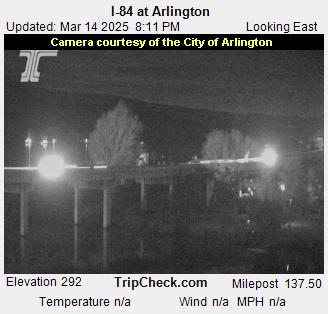 I-84 at Arlington
Updated: Mar 14 2025 8:11 PM Looking East
Camera courtesy of the City of Arlington
Elevation 292 TripCheck.com Milepost 137.50
Temperature n/a Wind n/a MPH n/a